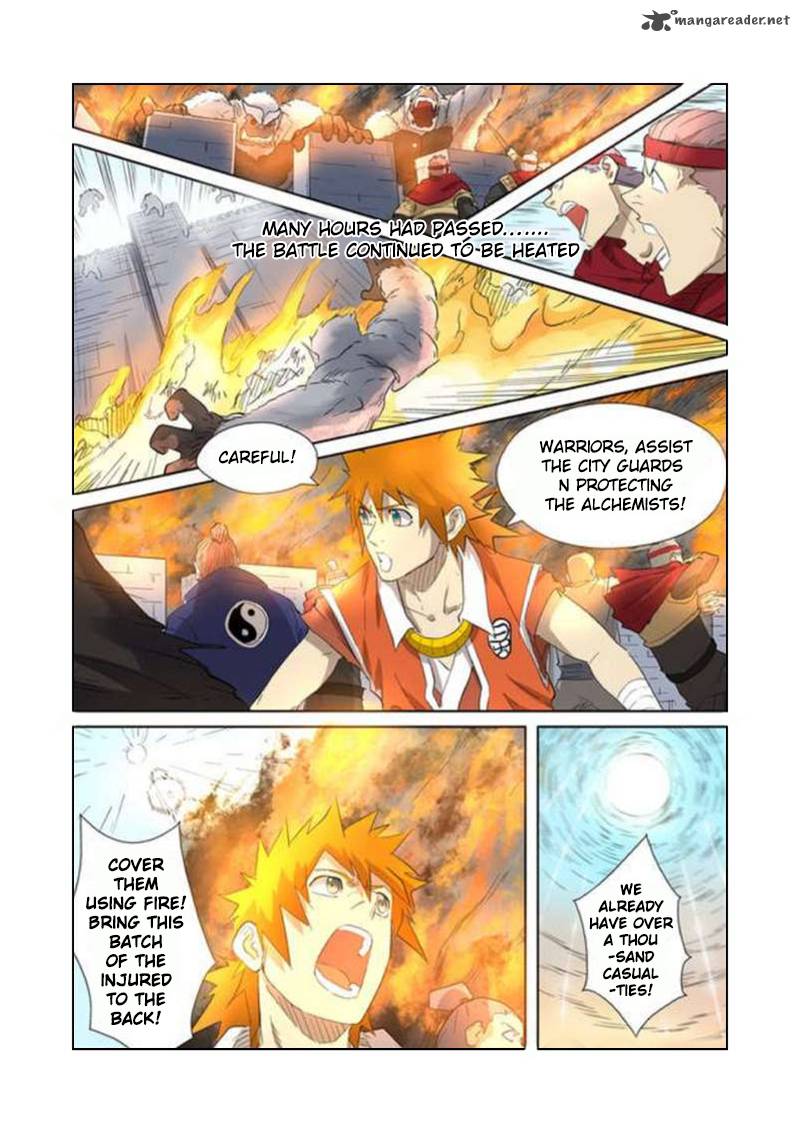 mangareader.net
MANY HOURS HAD PASSED.......
THE BATTLE CONTINUED TO BE HEATED
CAREFUL!
WARRIORS, ASSIST
THE CITY GUARDS
N PROTECTING
THE ALCHEMISTS!
COVER
THEM
USING FIRE!
BRING THIS
BATCH
OF THE
INJURED
TO THE
BACK!
WE
ALREADY
HAVE OVER
A THOU
-SAND
CASUAL
-TIES!